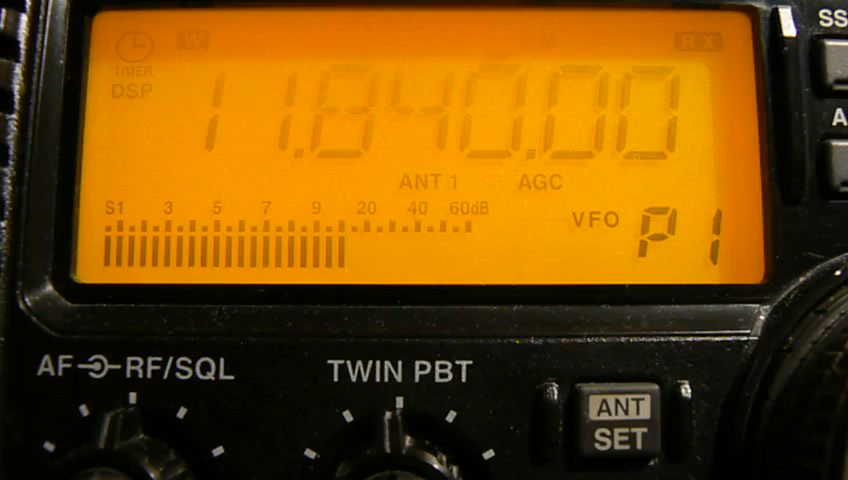 W RX
TIMER
DSP
11.840.00
ANT 1 AGC
S1 3 5 7 9 20 40 60dB
VFO P1
AF RF/SQL
TWIN PBT
ANT
SET
SS
A